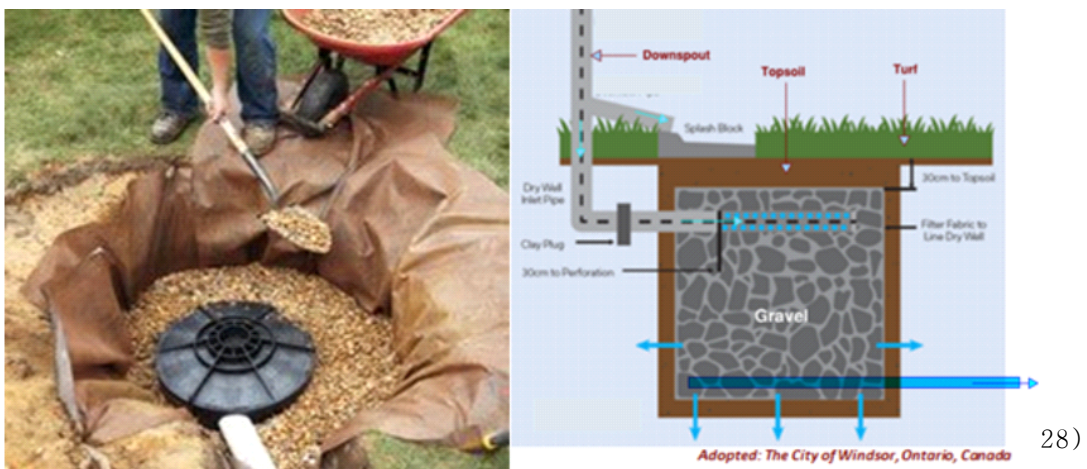 Downspout
Topsoil
Turf
Splash Block
30cm to Topsoil
Dry Well
Inlet Pipe
Filter Fabric to
Line Dry Well
Clay Plug
30cm to Perforation
Gravel
28)
Adopted: The City of Windsor, Ontario, Canada